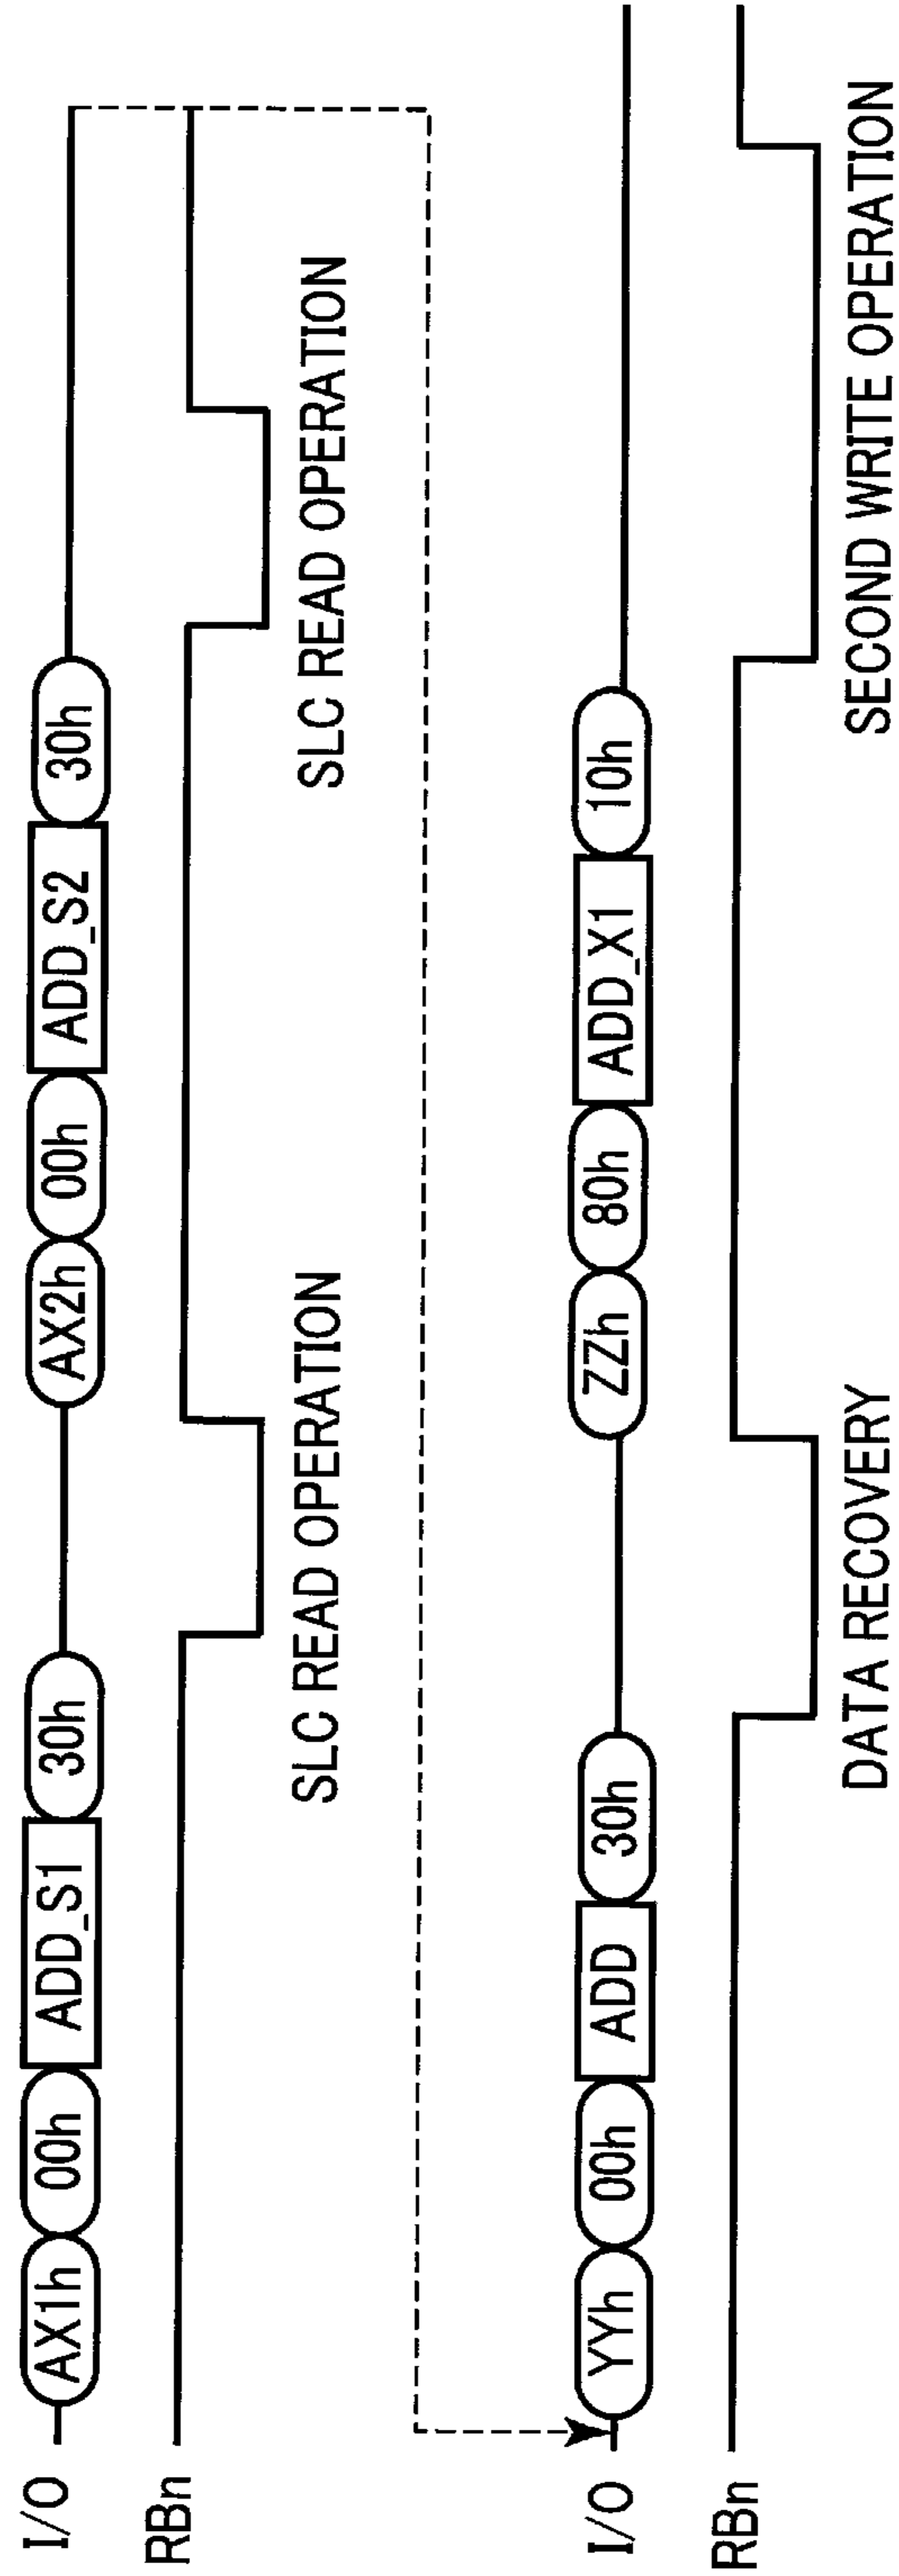 I/O AX1h 00h ADD_S1 30h AX2h 00h ADD_S2 30h
RBn
SLC READ OPERATION SLC READ OPERATION
I/O YYh 00h ADD 30h ZZh 80h ADD_X1 10h
RBn
DATA RECOVERY SECOND WRITE OPERATION